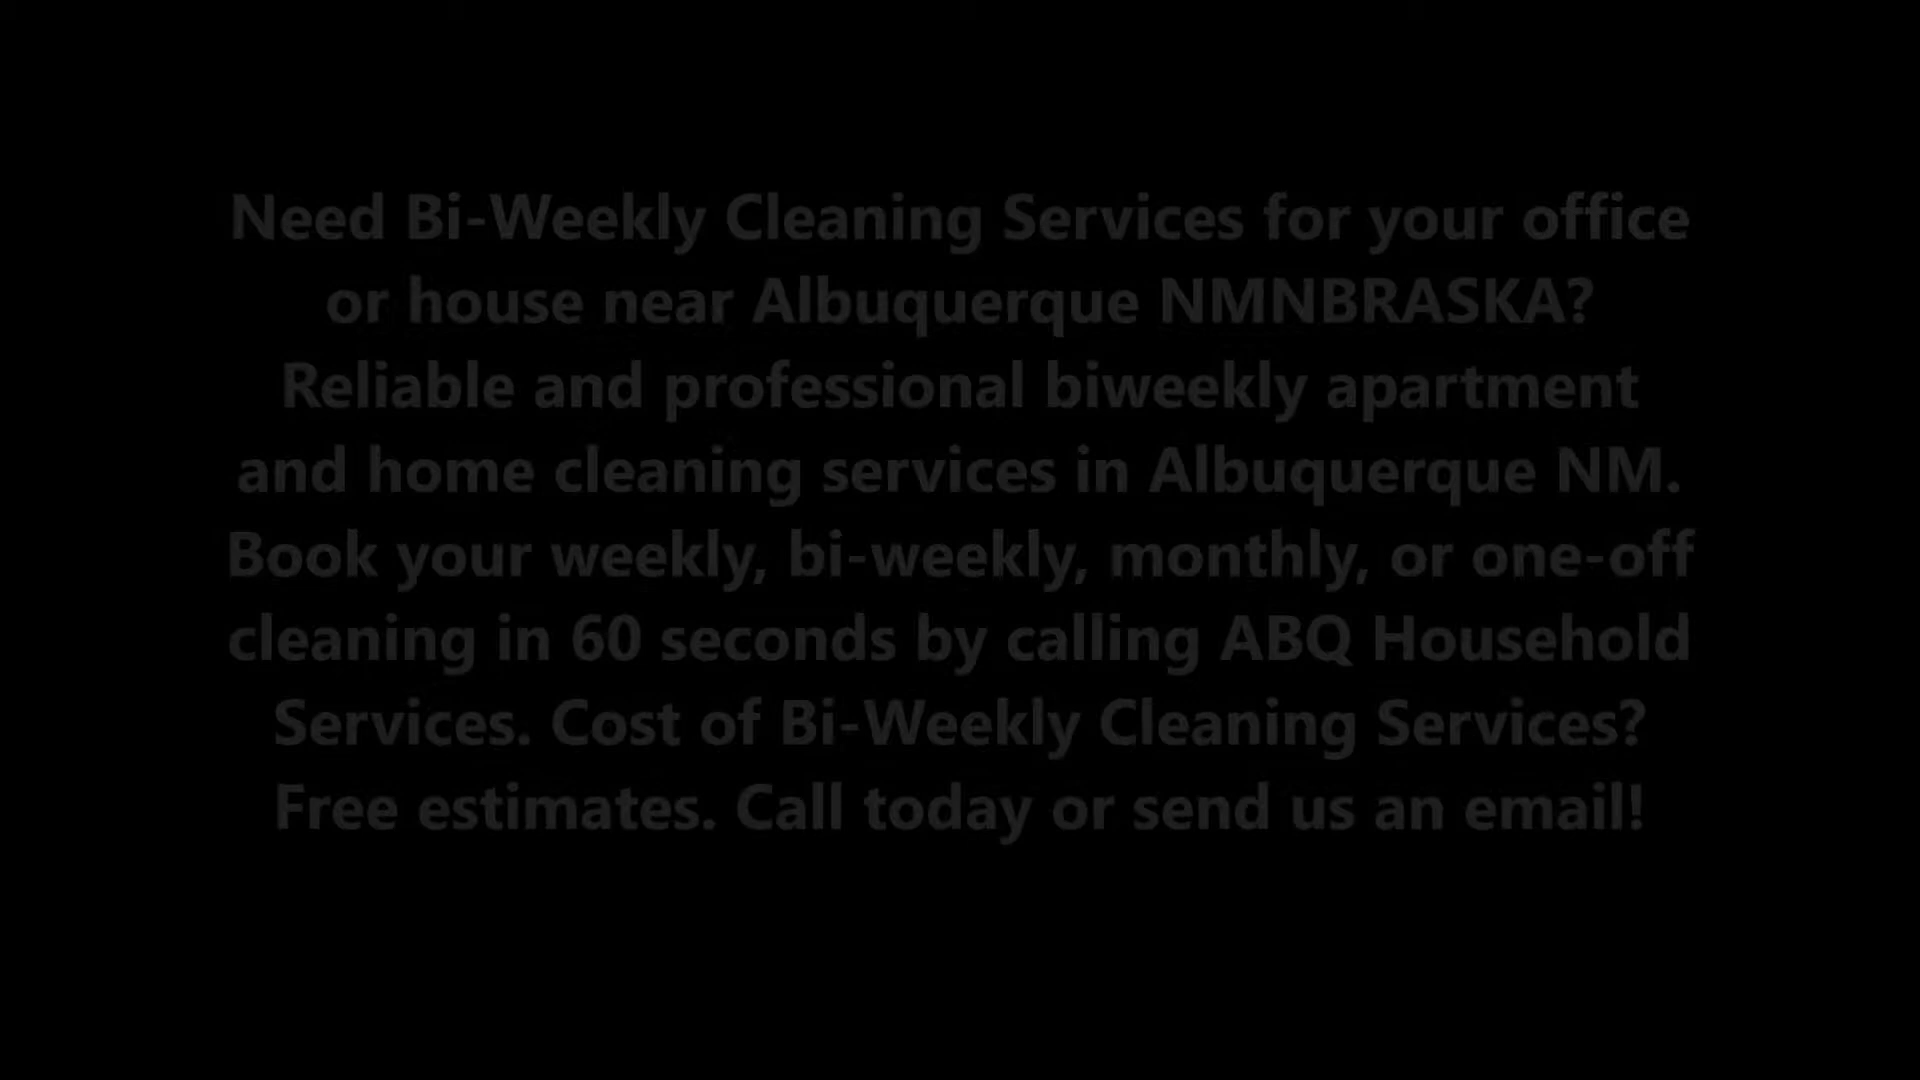 Need Bi-Weekly Cleaning Services for your office
or house near Albuquerque NMNBRASKA?
Reliable and professional biweekly apartment
and home cleaning services in Albuquerque NM.
Book your weekly, bi-weekly, monthly, or one-off
cleaning in 60 seconds by calling ABQ Household
Services. Cost of Bi-Weekly Cleaning Services?
Free estimates. Call today or send us an email!